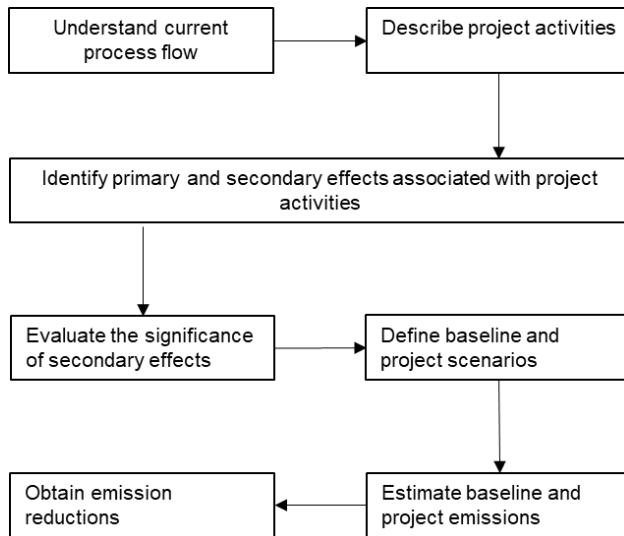 Understand current
process flow
Describe project activities
Identify primary and secondary effects associated with project
activities
Evaluate the significance
of secondary effects
Define baseline and
project scenarios
Estimate baseline and
project emissions
Obtain emission
reductions